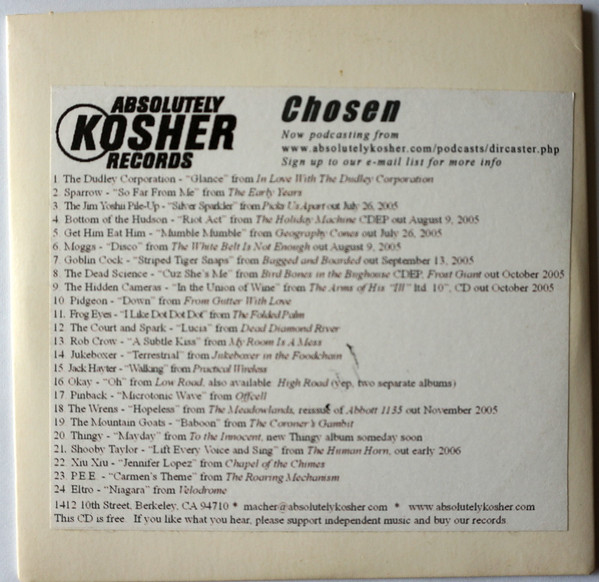 ABSOLUTELY
KOSHER
RECORDS
Chosen
Now podcasting from
www.absolutelykosher.com/podcasts/dircaster.php
Sign up to our e-mail list for more info
1 The Dudley Corporation - "Glance" from In Love With The Dudley Corporation
2 Sparrow - "So Far From Me" from The Early Years
3 The Jim Yoshii Pile-Up - "Silver Sparkler" from Picks Us Apart out July 26, 2005
4 Bottom of the Hudson - "Riot Act" from The Holiday Machine CDEP out August 9, 2005
5 Get Him Eat Him - "Mumble Mumble" from Geography Cones out July 26, 2005
6. Moggs - "Disco" from The White Belt Is Not Enough out August 9, 2005
7 Goblin Cock - "Striped Tiger Snaps" from Bagged and Boarded out September 13, 2005
8 The Dead Science - "Cuz She's Me" from Bird Bones in the Bughouse CDEP, Frost Giant out October 2005
9 The Hidden Cameras - "In the Union of Wine" from The Arms of His "Ill" ltd. 10", CD out October 2005
10 Pidgeon - "Down" from From Gutter With Love
11. Frog Eyes - "I Like Dot Dot Dot" from The Folded Palm
12 The Court and Spark - "Lucia" from Dead Diamond River
13 Rob Crow - "A Subtle Kiss" from My Room Is A Mess
14 Jukeboxer - "Terrestrial" from Jukeboxer in the Foodchain
15 Jack Hayter - "Walking" from Practical Wireless
16 Okay - "Oh" from Low Road, also available High Road (yep, two separate albums)
17 Pinback - "Microtonic Wave" from Offcell
18 The Wrens - "Hopeless" from The Meadowlands, reissue of Abbott 1135 out November 2005
19 The Mountain Goats - "Baboon" from The Coroner's Gambit
20 Thingy - "Mayday" from To the Innocent, new Thingy album someday soon
21. Shooby Taylor - "Lift Every Voice and Sing" from The Human Horn, out early 2006
22 Xiu Xiu - "Jennifer Lopez" from Chapel of the Chimes
23 P E E - "Carmen's Theme" from The Roaring Mechanism
24 Eltro - "Niagara" from Velodrome
1412 10th Street, Berkeley, CA 94710 * macher@absolutelykosher.com * www.absolutelykosher.com
This CD is free If you like what you hear, please support independent music and buy our records